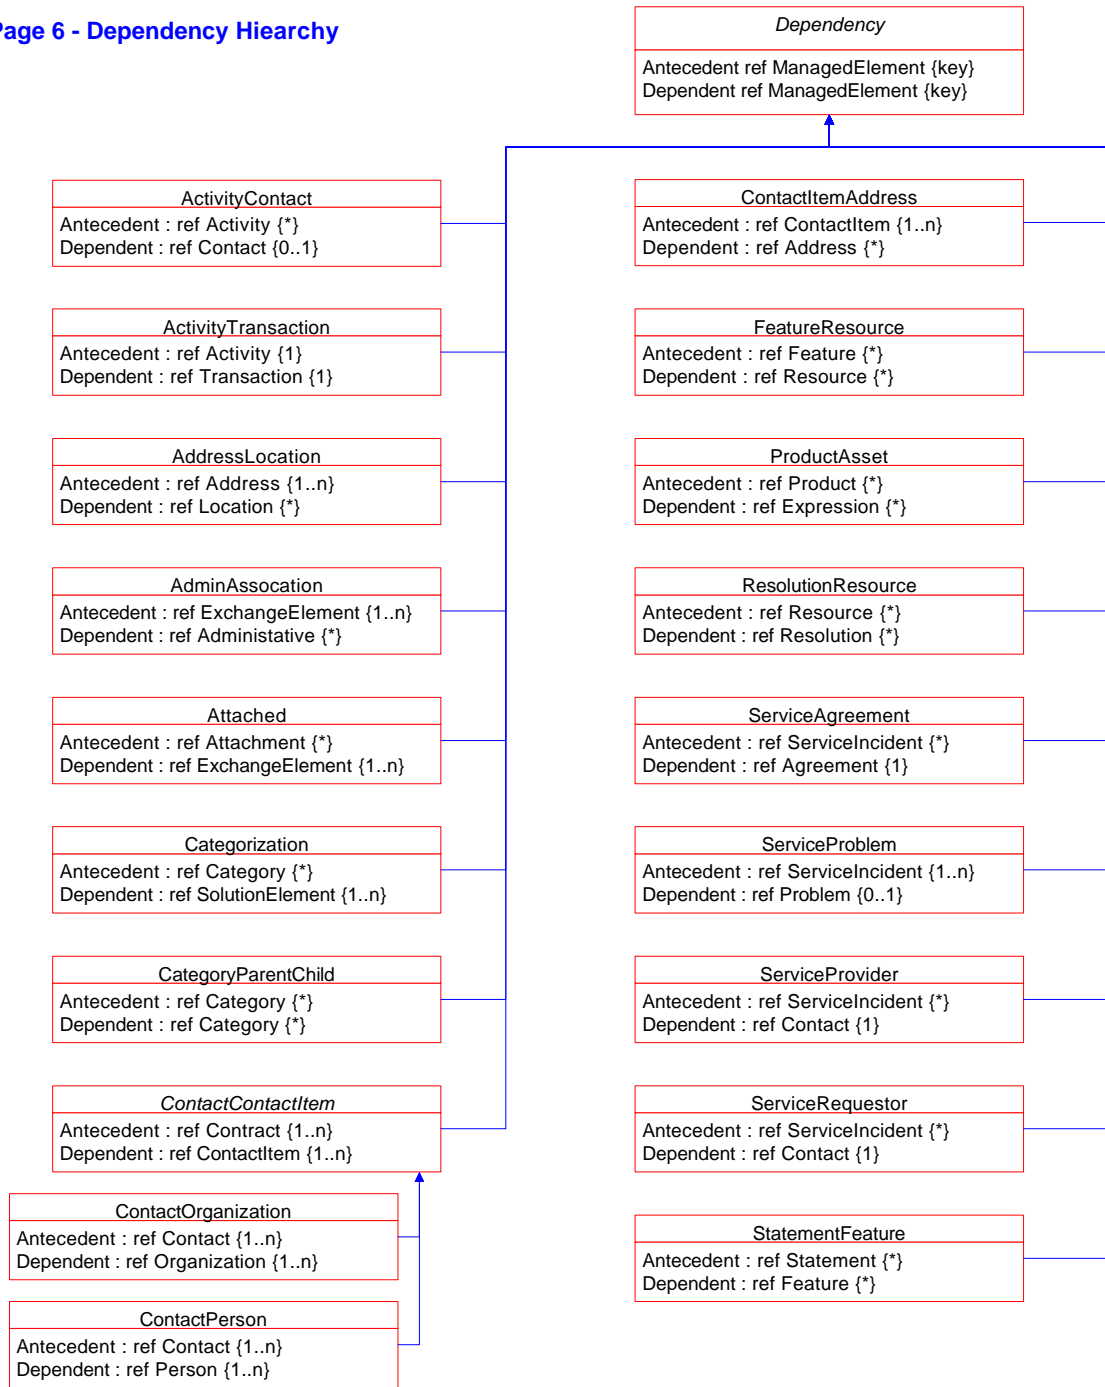 Page 6 - Dependency Hiearchy
Dependency
Antecedent ref ManagedElement {key}
Dependent ref ManagedElement {key}
ActivityContact
Antecedent : ref Activity {*}
Dependent : ref Contact {0..1}
ActivityTransaction
Antecedent : ref Activity {1}
Dependent : ref Transaction {1}
AddressLocation
Antecedent : ref Address {1..n}
Dependent : ref Location {*}
AdminAssocation
Antecedent : ref ExchangeElement {1..n}
Dependent : ref Administative {*}
Attached
Antecedent : ref Attachment {*}
Dependent : ref ExchangeElement {1..n}
Categorization
Antecedent : ref Category {*}
Dependent : ref SolutionElement {1..n}
CategoryParentChild
Antecedent : ref Category {*}
Dependent : ref Category {*}
ContactContactItem
Antecedent : ref Contract {1..n}
Dependent : ref ContactItem {1..n}
ContactOrganization
Antecedent : ref Contact {1..n}
Dependent : ref Organization {1..n}
ContactPerson
Antecedent : ref Contact {1..n}
Dependent : ref Person {1..n}
ContactItemAddress
Antecedent : ref ContactItem {1..n}
Dependent : ref Address {*}
FeatureResource
Antecedent : ref Feature {*}
Dependent : ref Resource {*}
ProductAsset
Antecedent : ref Product {*}
Dependent : ref Expression {*}
ResolutionResource
Antecedent : ref Resource {*}
Dependent : ref Resolution {*}
ServiceAgreement
Antecedent : ref ServiceIncident {*}
Dependent : ref Agreement {1}
ServiceProblem
Antecedent : ref ServiceIncident {1..n}
Dependent : ref Problem {0..1}
ServiceProvider
Antecedent : ref ServiceIncident {*}
Dependent : ref Contact {1}
ServiceRequestor
Antecedent : ref ServiceIncident {*}
Dependent : ref Contact {1}
StatementFeature
Antecedent : ref Statement {*}
Dependent : ref Feature {*}